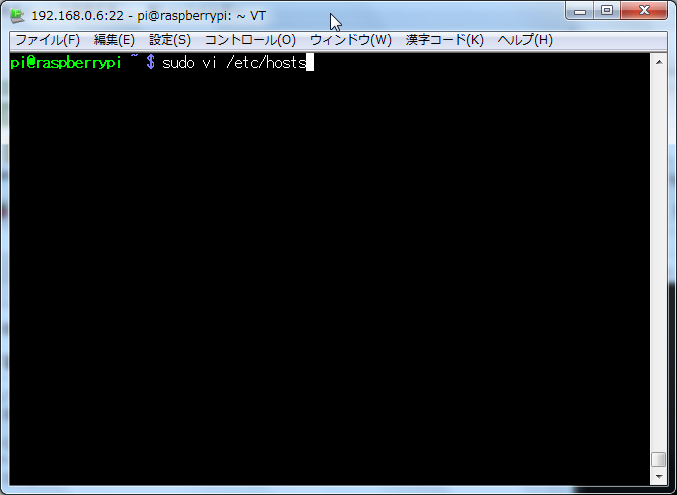 192.168.0.6:22 - pi@raspberrypi: ~ VT
ファイル(F) 編集(E) 設定(S) コントロール(O) ウィンドウ(W) 漢字コード(K) ヘルプ(H)
pi@raspberrypi ~ $ sudo vi /etc/hosts